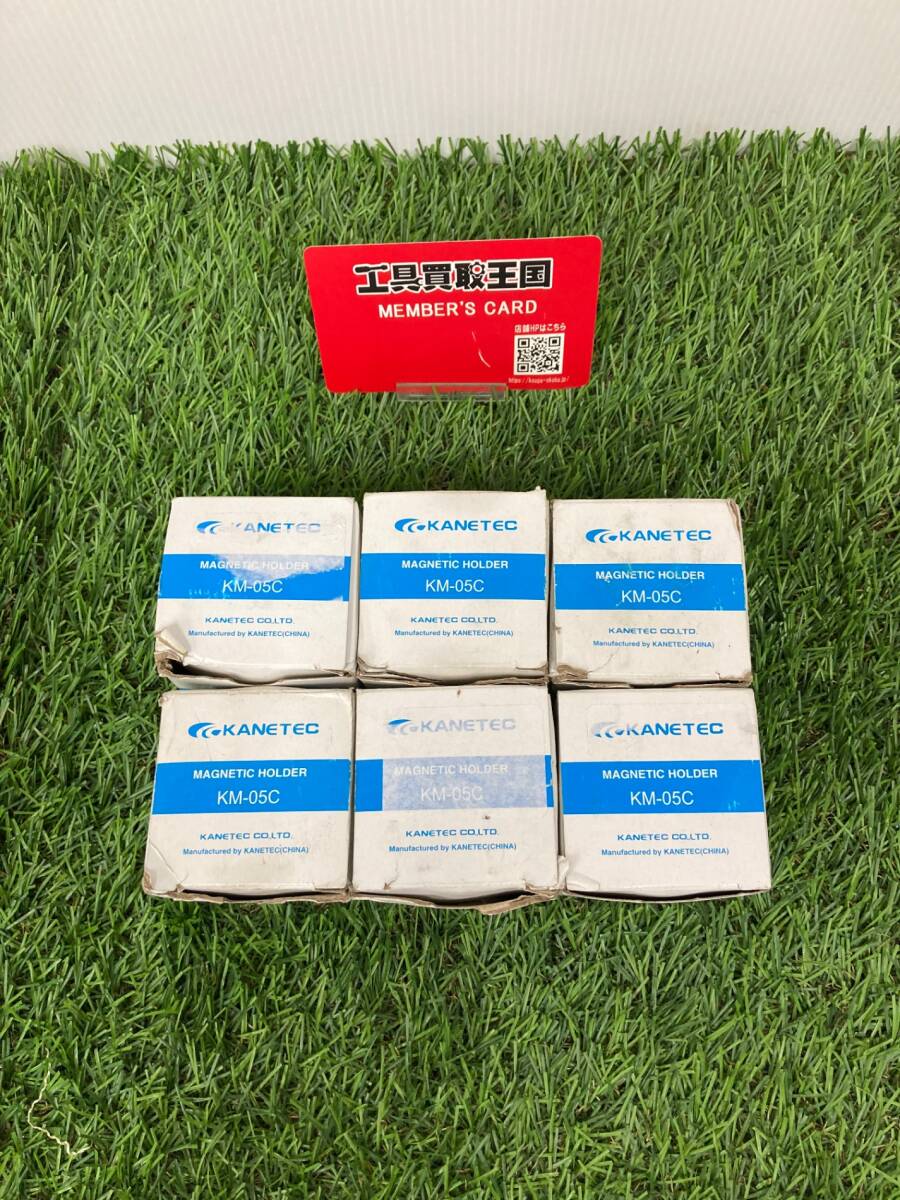 工具買取王国
MEMBER'S CARD
店舗HPはこちら
KANETEC
MAGNETIC HOLDER
KM-05C
KANETEC CO.,LTD.
Manufactured by KANETEC(CHINA)
KANETEC
MAGNETIC HOLDER
KM-05C
KANETEC CO.,LTD.
Manufactured by KANETEC(CHINA)
KANETEC
MAGNETIC HOLDER
KM-05C
KANETEC CO.,LTD.
Manufactured by KANETEC(CHINA)
KANETEC
MAGNETIC HOLDER
KM-05C
KANETEC CO.,LTD.
Manufactured by KANETEC(CHINA)
KANETEC
MAGNETIC HOLDER
KM-05C
KANETEC CO.,LTD.
Manufactured by KANETEC(CHINA)
KANETEC
MAGNETIC HOLDER
KM-05C
KANETEC CO.,LTD.
Manufactured by KANETEC(CHINA)